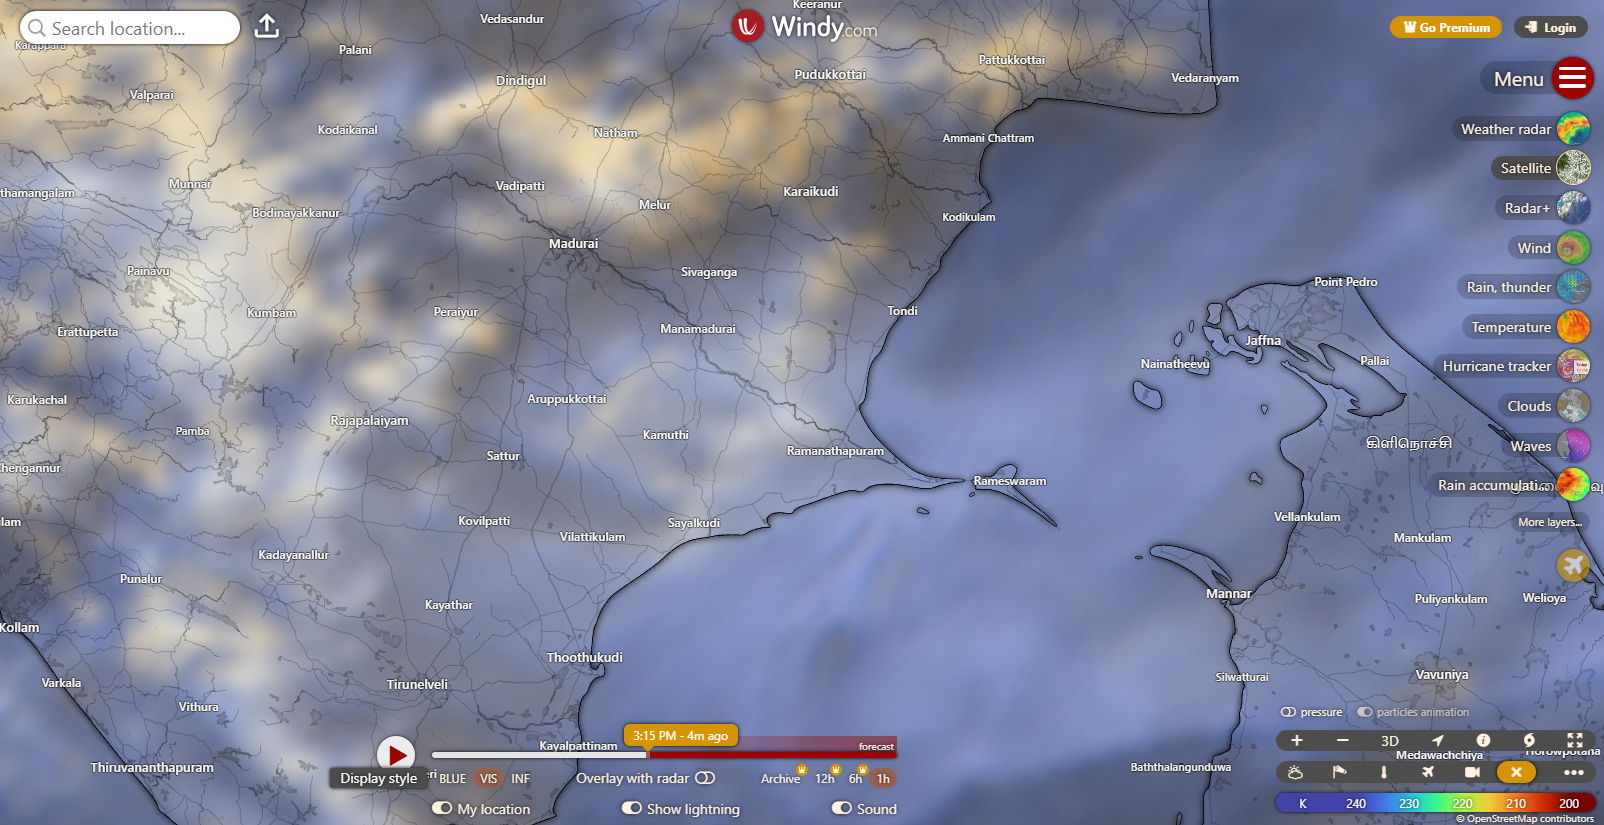 Search location...
Windy.com
Go Premium
Login
Menu
Weather radar
Satellite
Radar+
Wind
Rain, thunder
Temperature
Hurricane tracker
Clouds
Waves
Rain accumulati...
More layers...
Keeranur
Vedasandur
Karappara
Palani
Pattukkottai
Pudukkottai
Vedaranyam
Dindigul
Valparai
Kodaikanal
Natham
Ammani Chattram
Munnar
Vadipatti
thamangalam
Karaikudi
Melur
Bodinayakkanur
Kodikulam
Madurai
Painavu
Sivaganga
Point Pedro
Kumbam
Peraiyur
Tondi
Erattupetta
Manamadurai
Jaffna
Nainatheevu
Pallai
Karukachal
Aruppukkottai
Rajapalaiyam
Pamba
Kamuthi
கிளிநொச்சி
Ramanathapuram
Sattur
hengannur
Rameswaram
Kovilpatti
Sayalkudi
Vellankulam
lam
Vilattikulam
Mankulam
Kadayanallur
Punalur
Mannar
Welioya
Kayathar
Puliyankulam
Kollam
Thoothukudi
Vavuniya
Silwatturai
Varkala
Tirunelveli
Vithura
Kayalpattinam
Thiruvananthapuram
Baththalangunduwa
Medawachchiya
Horowpotana
3:15 PM - 4m ago
forecast
Display style
eri
BLUE
VIS
INF
Overlay with radar
Archive
12h
6h
1h
My location
Show lightning
Sound
pressure
particles animation
3D
K 240 230 220 210 200
© OpenStreetMap contributors